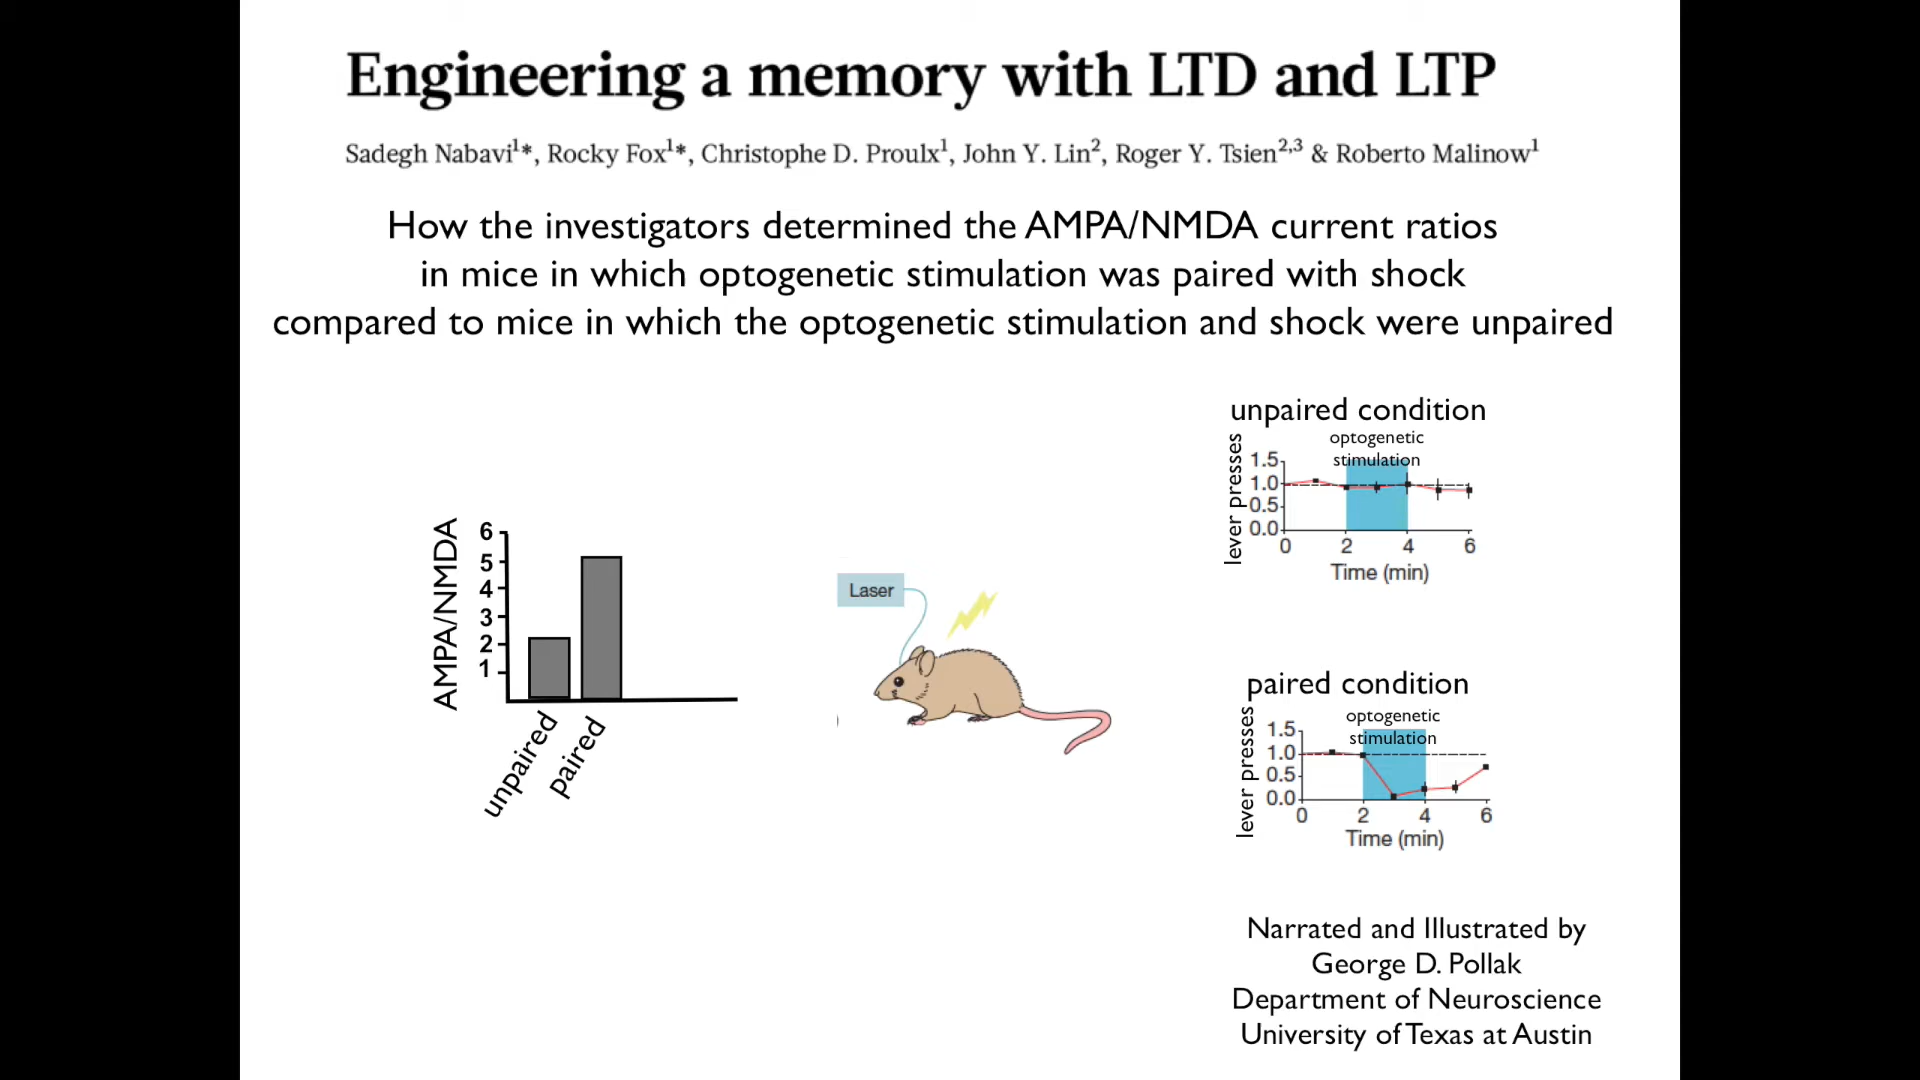 Engineering a memory with LTD and LTP
Sadegh Nabavi¹*, Rocky Fox¹*, Christophe D. Proulx¹, John Y. Lin², Roger Y. Tsien²,³ & Roberto Malinow¹
How the investigators determined the AMPA/NMDA current ratios
in mice in which optogenetic stimulation was paired with shock
compared to mice in which the optogenetic stimulation and shock were unpaired
AMPA/NMDA
6
5
4
3
2
1
unpaired
paired
Laser
unpaired condition
optogenetic
stimulation
lever presses
1.5
1.0
0.5
0.0
0 2 4 6
Time (min)
paired condition
optogenetic
stimulation
lever presses
1.5
1.0
0.5
0.0
0 2 4 6
Time (min)
Narrated and Illustrated by
George D. Pollak
Department of Neuroscience
University of Texas at Austin